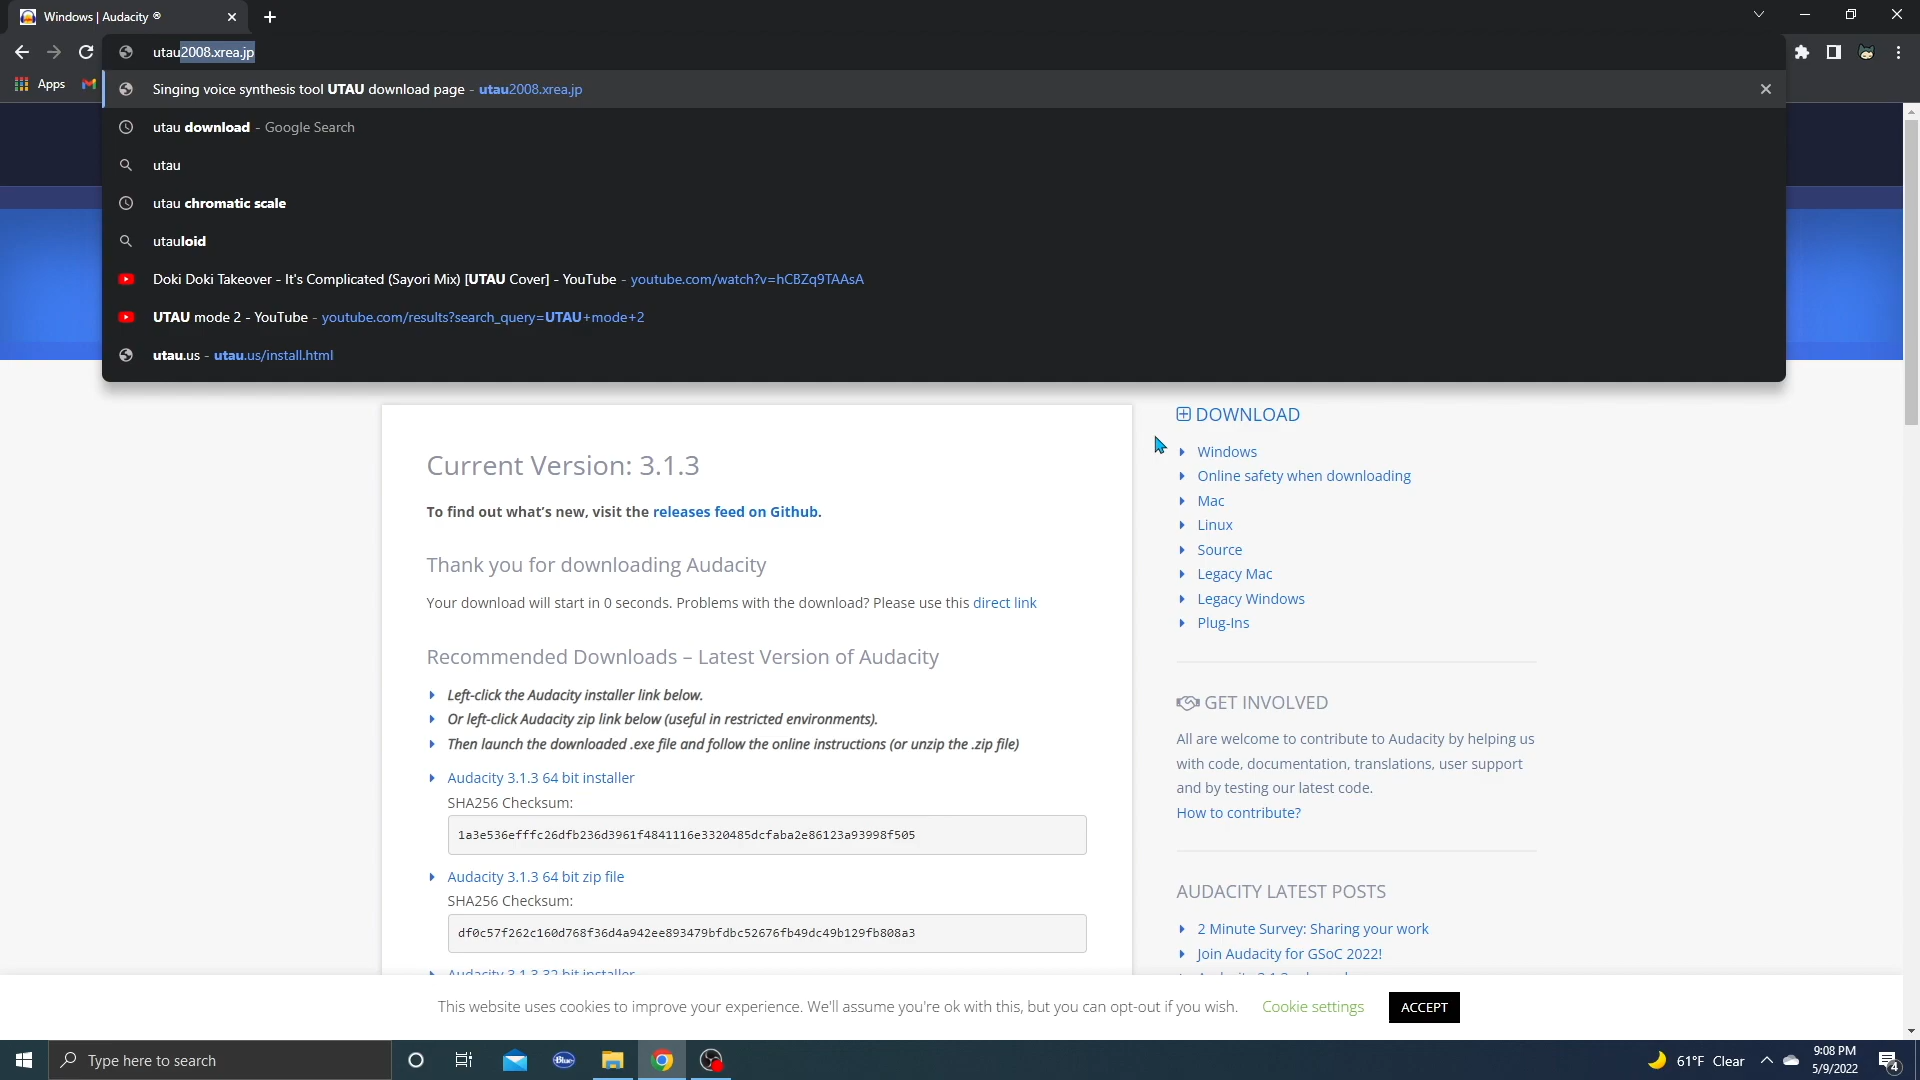 Windows | Audacity ®
utau2008.xrea.jp
Apps
Singing voice synthesis tool UTAU download page - utau2008.xrea.jp
utau download - Google Search
utau
utau chromatic scale
utauloid
Doki Doki Takeover - It's Complicated (Sayori Mix) [UTAU Cover] - YouTube - youtube.com/watch?v=hCBZq9TAAsA
UTAU mode 2 - YouTube - youtube.com/results?search_query=UTAU+mode+2
utau.us - utau.us/install.html
Current Version: 3.1.3
To find out what's new, visit the releases feed on Github.
Thank you for downloading Audacity
Your download will start in 0 seconds. Problems with the download? Please use this direct link
Recommended Downloads – Latest Version of Audacity
Left-click the Audacity installer link below.
Or left-click Audacity zip link below (useful in restricted environments).
Then launch the downloaded .exe file and follow the online instructions (or unzip the .zip file)
Audacity 3.1.3 64 bit installer
SHA256 Checksum:
1a3e536efffc26dfb236d3961f4841116e3320485dcfaba2e86123a93998f505
Audacity 3.1.3 64 bit zip file
SHA256 Checksum:
df0c57f262c160d768f36d4a942ee893479bfdbc52676fb49dc49b129fb808a3
Audacity 3.1.3 32 bit installer
DOWNLOAD
Windows
Online safety when downloading
Mac
Linux
Source
Legacy Mac
Legacy Windows
Plug-Ins
GET INVOLVED
All are welcome to contribute to Audacity by helping us
with code, documentation, translations, user support
and by testing our latest code.
How to contribute?
AUDACITY LATEST POSTS
2 Minute Survey: Sharing your work
Join Audacity for GSoC 2022!
This website uses cookies to improve your experience. We'll assume you're ok with this, but you can opt-out if you wish. Cookie settings ACCEPT
Type here to search
Blue
61°F Clear
9:08 PM
5/9/2022
4